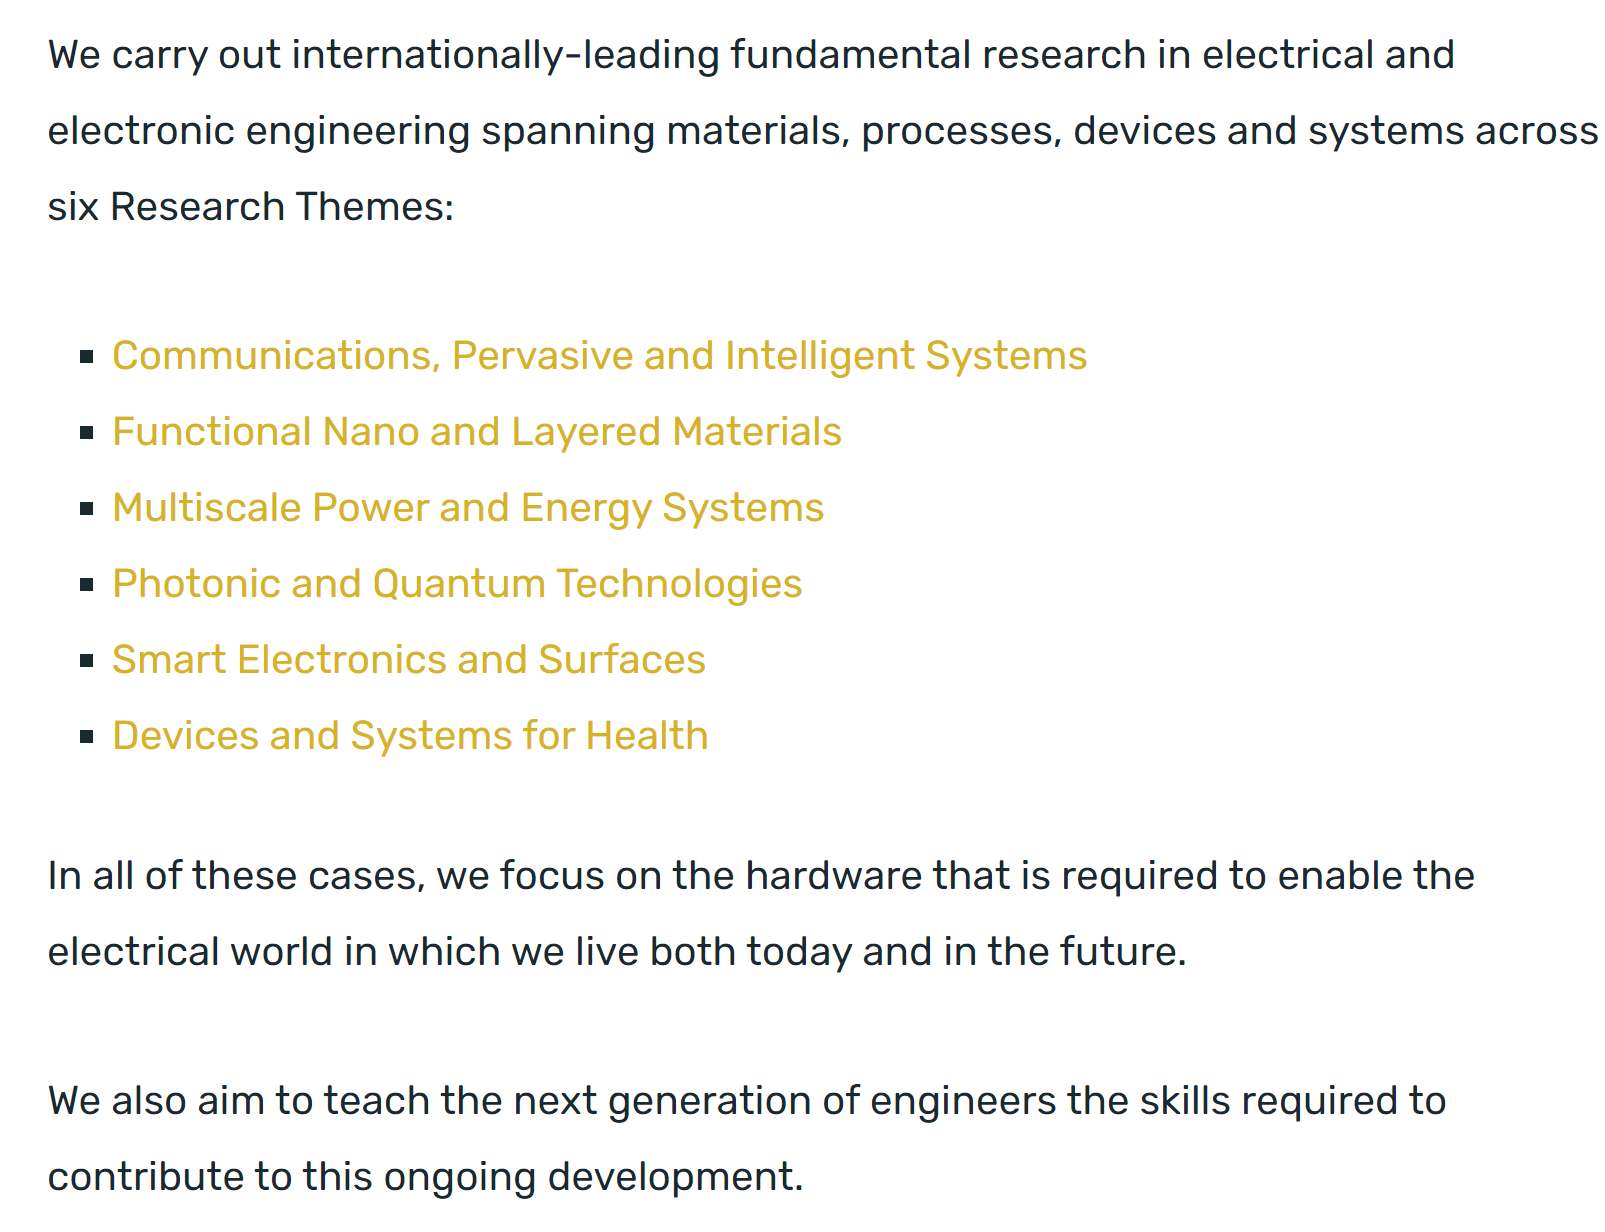 We carry out internationally-leading fundamental research in electrical and
electronic engineering spanning materials, processes, devices and systems across
six Research Themes:
Communications, Pervasive and Intelligent Systems
Functional Nano and Layered Materials
Multiscale Power and Energy Systems
Photonic and Quantum Technologies
Smart Electronics and Surfaces
Devices and Systems for Health
In all of these cases, we focus on the hardware that is required to enable the
electrical world in which we live both today and in the future.
We also aim to teach the next generation of engineers the skills required to
contribute to this ongoing development.